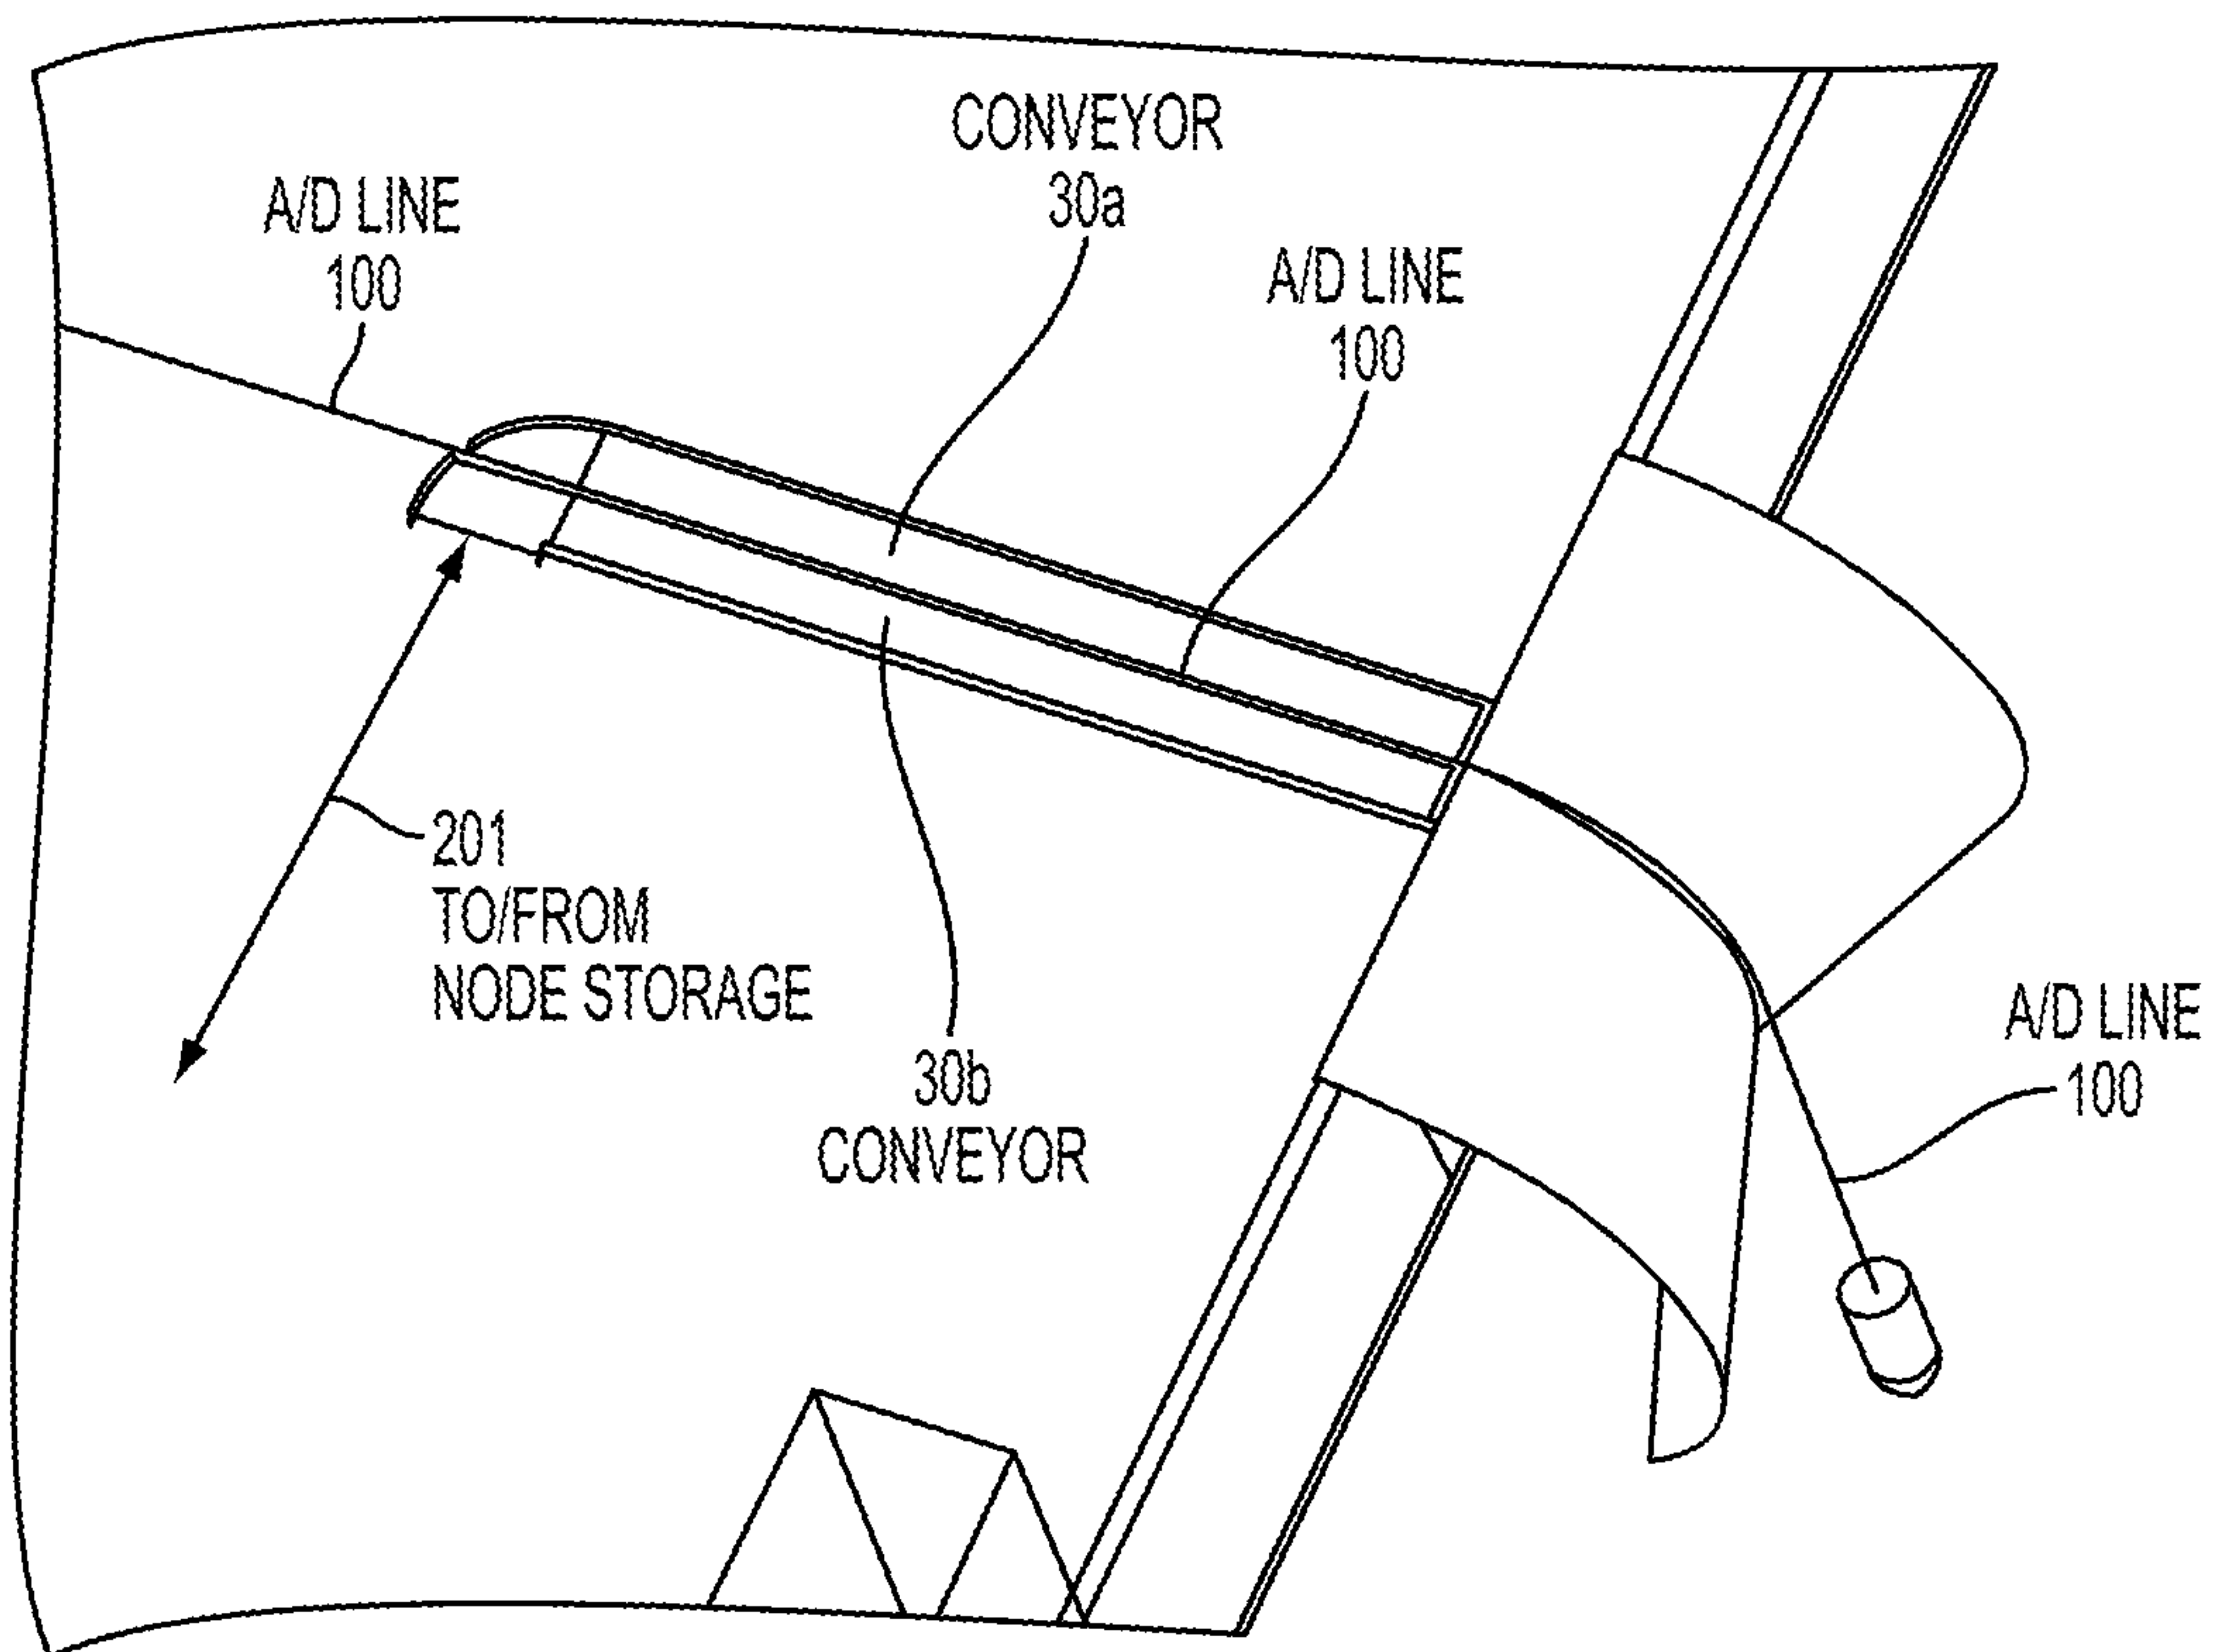 CONVEYOR
30a
A/D LINE
100
A/D LINE
100
201
TO/FROM
NODE STORAGE
30b
CONVEYOR
A/D LINE
100